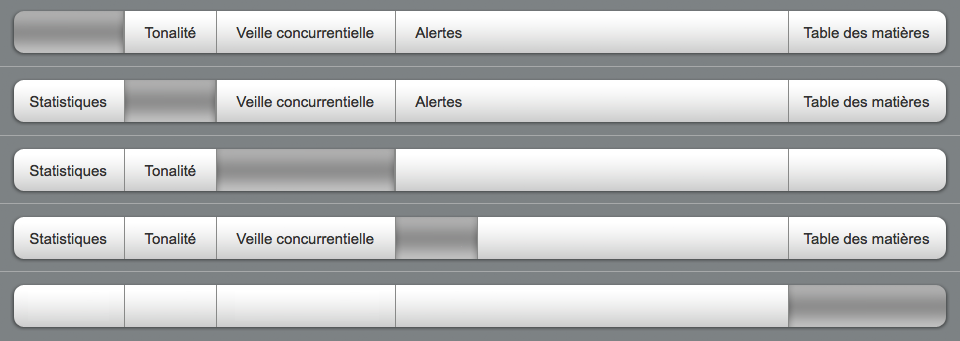 Tonalité Veille concurrentielle Alertes Table des matières
Statistiques Veille concurrentielle Alertes Table des matières
Statistiques Tonalité
Statistiques Tonalité Veille concurrentielle Table des matières